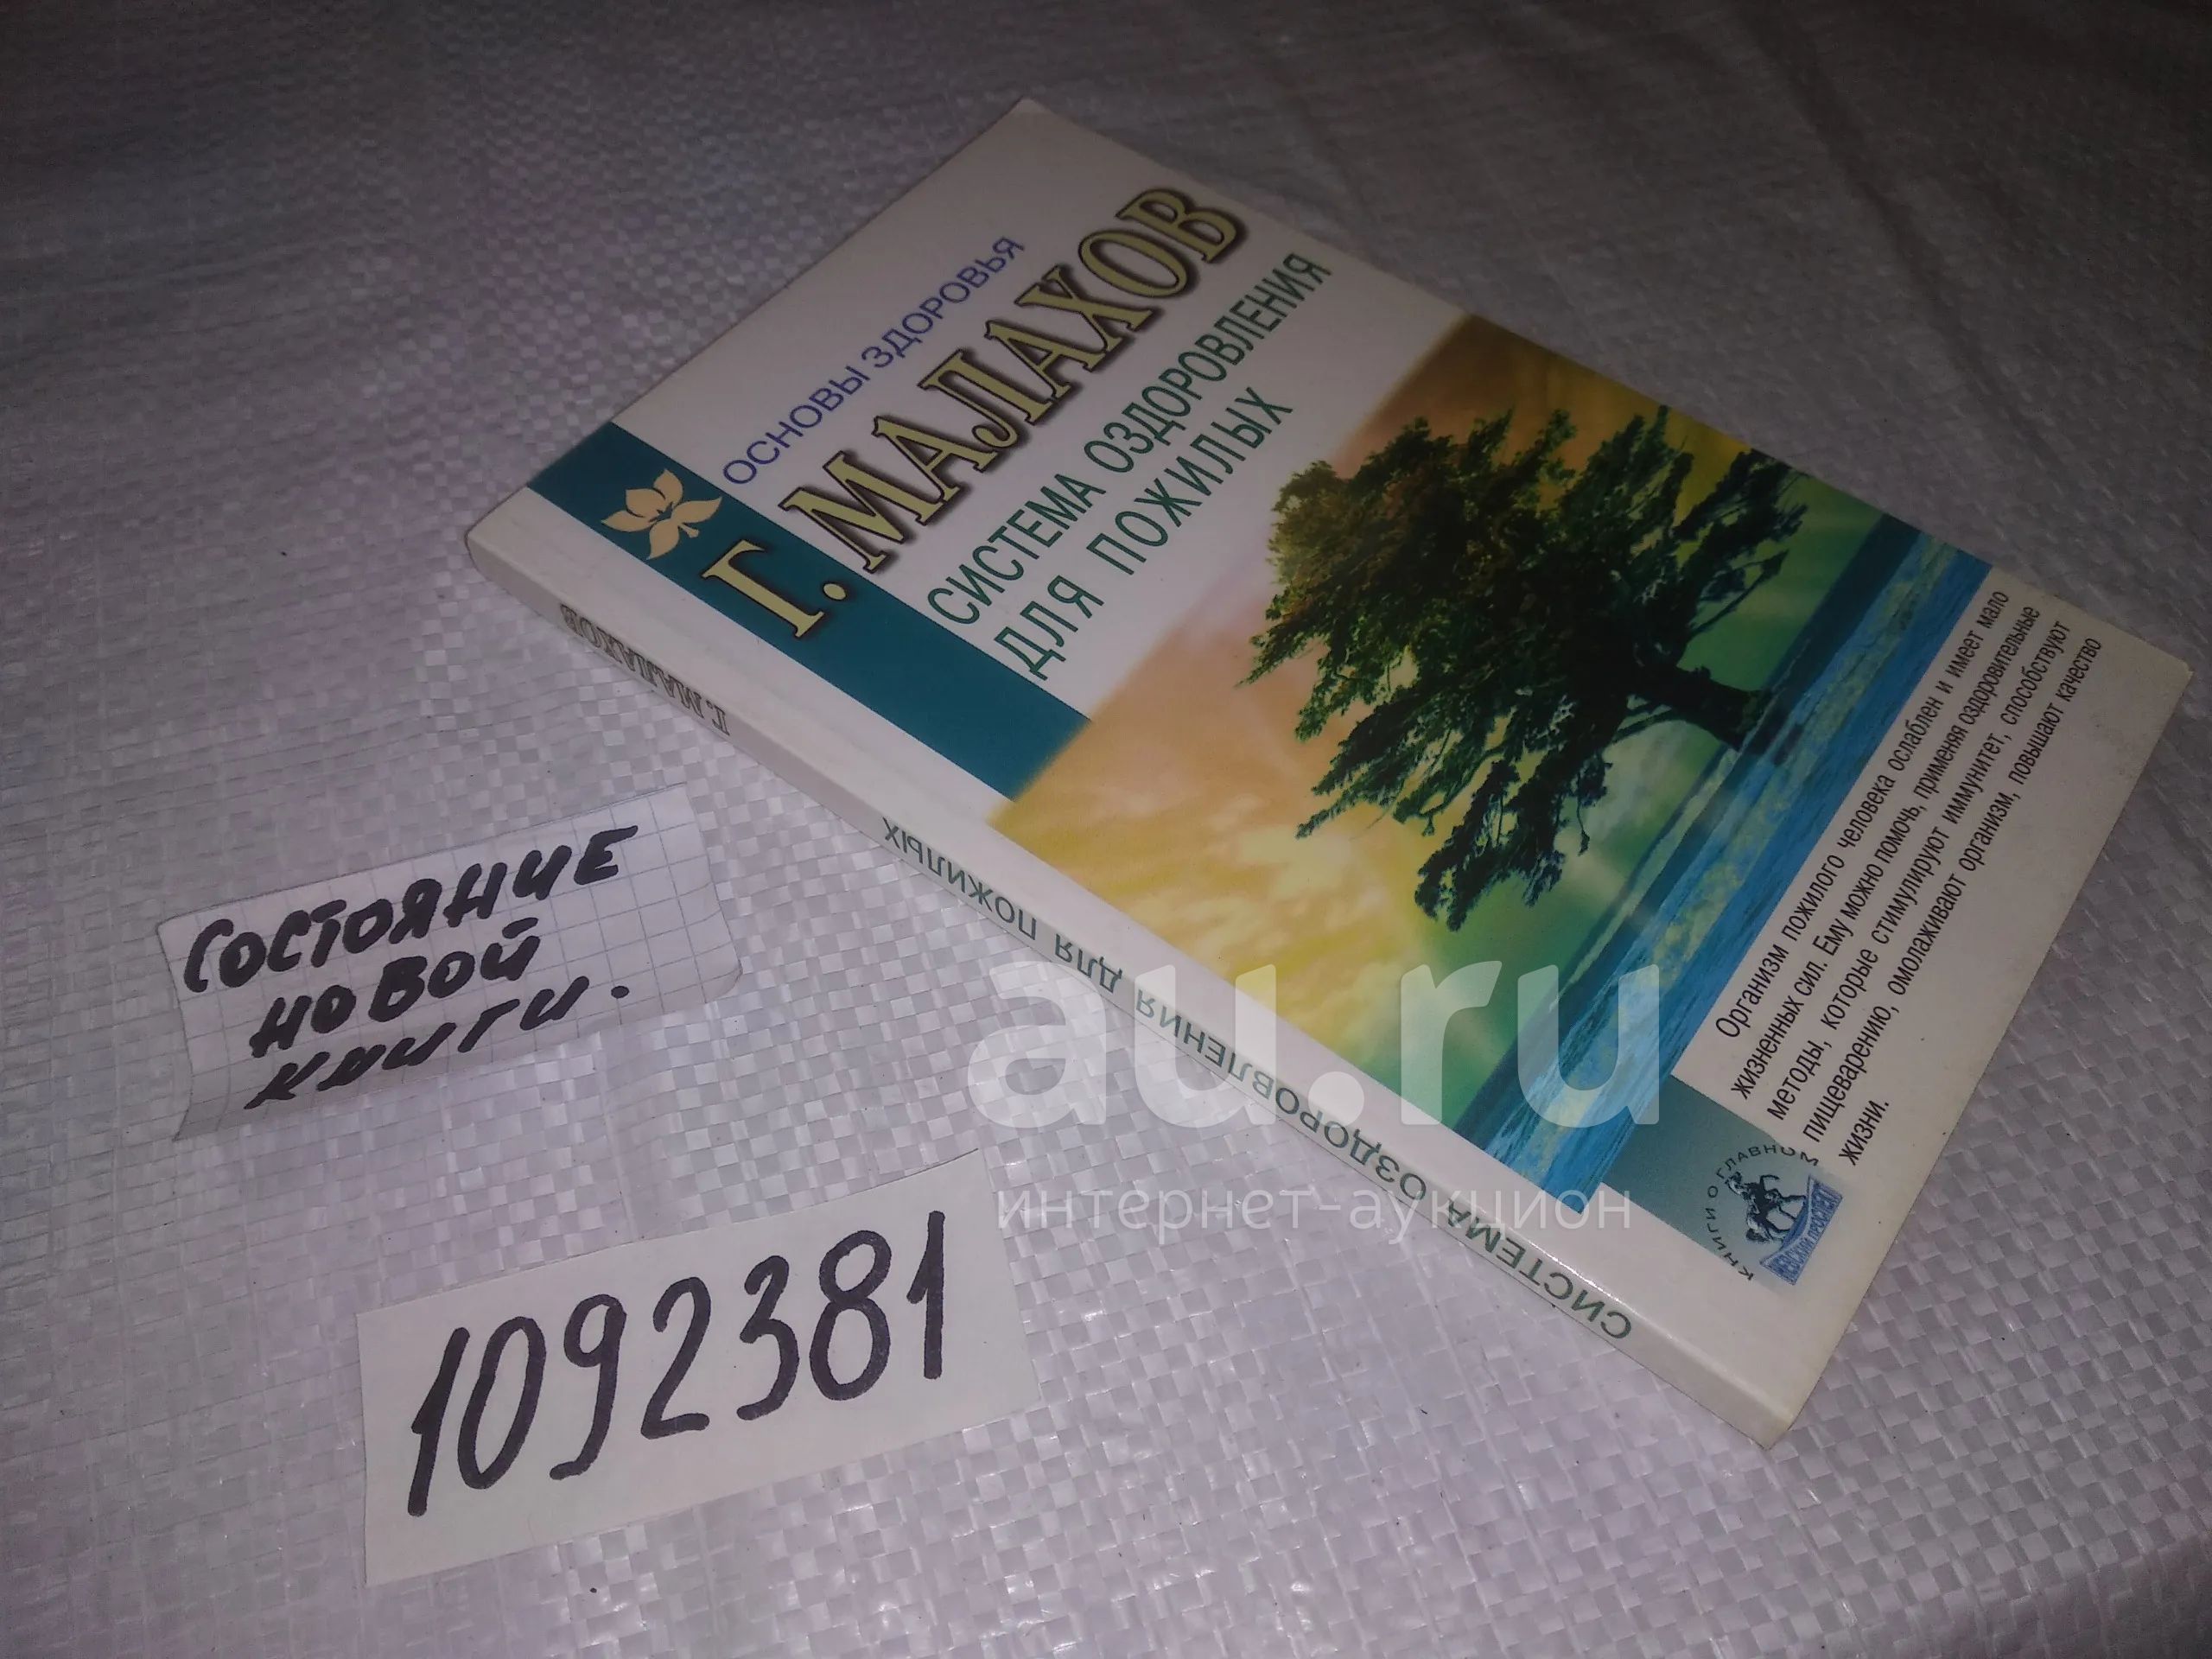 ОСНОВЫ ЗДОРОВЬЯ
Г. МАЛАХОВ
СИСТЕМА ОЗДОРОВЛЕНИЯ
ДЛЯ ПОЖИЛЫХ
Организм пожилого человека ослаблен и имеет мало
жизненных сил. Ему можно помочь, применяя оздоровительные
методы, которые стимулируют иммунитет, способствуют
пищеварению, омолаживают организм, повышают качество
жизни.
КНИГИ О ГЛАВНОМ
НЕВСКИЙ ПРОСПЕКТ
Г. МАЛАХОВ
СИСТЕМА ОЗДОРОВЛЕНИЯ ДЛЯ ПОЖИЛЫХ
СОСТОЯНИЕ
НОВОЙ
КНИГИ.
1092381
au.ru
интернет-аукцион